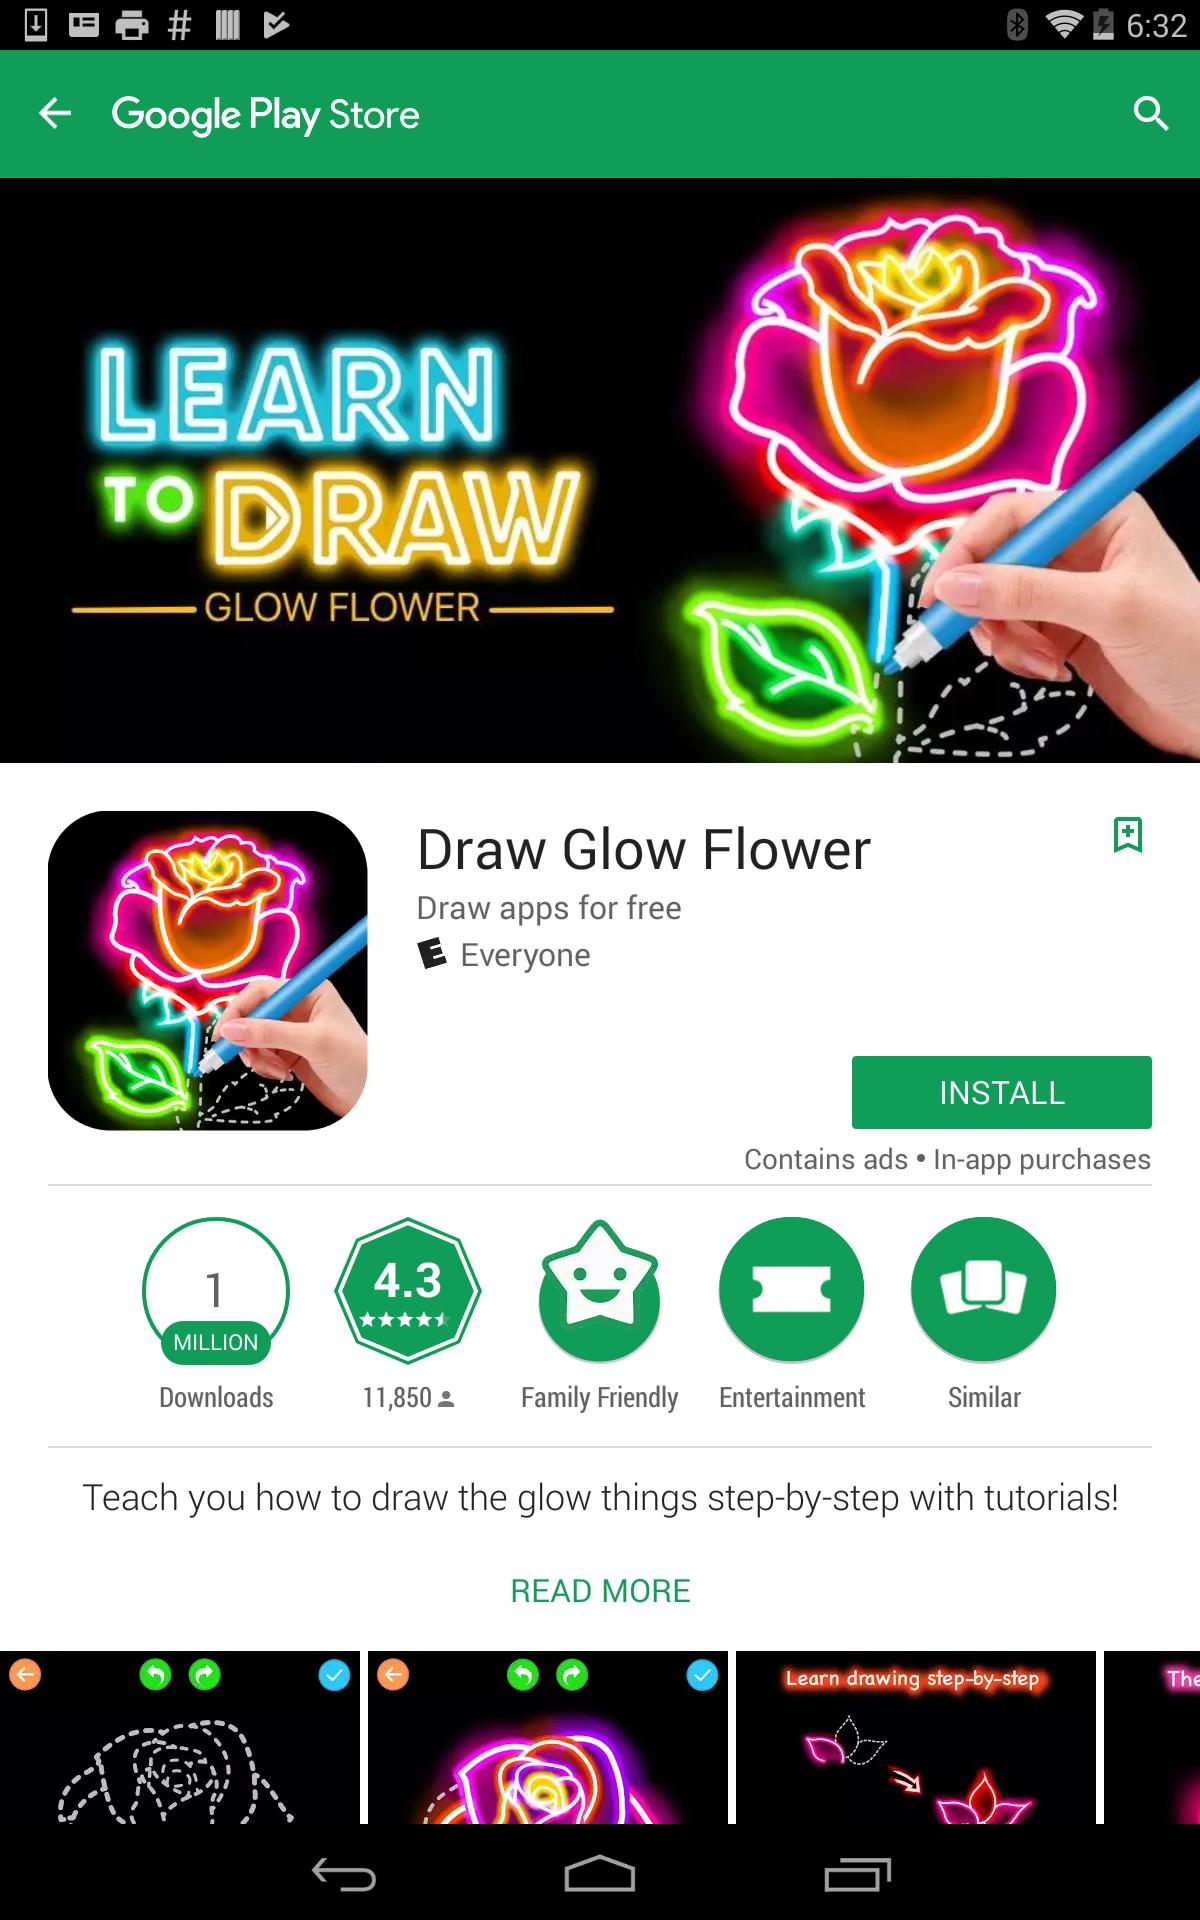 6:32
Google Play Store
LEARN
TO DRAW
GLOW FLOWER
Draw Glow Flower
Draw apps for free
E Everyone
INSTALL
Contains ads • In-app purchases
1
MILLION
Downloads
4.3
11,850
Family Friendly
Entertainment
Similar
Teach you how to draw the glow things step-by-step with tutorials!
READ MORE
Learn drawing step-by-step